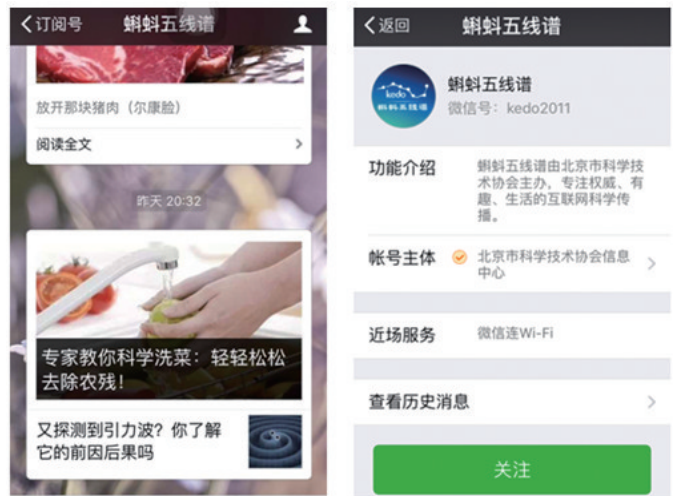 订阅号
蝌蚪五线谱
放开那块猪肉（尔康脸）
阅读全文
昨天 20:32
专家教你科学洗菜：轻轻松松
去除农残！
又探测到引力波？你了解
它的前因后果吗
返回
蝌蚪五线谱
kedo
蝌蚪五线谱
蝌蚪五线谱
微信号：kedo2011
功能介绍
蝌蚪五线谱由北京市科学技
术协会主办，专注权威、有
趣、生活的互联网科学传
播。
帐号主体
北京市科学技术协会信息
中心
近场服务
微信连Wi-Fi
查看历史消息
关注